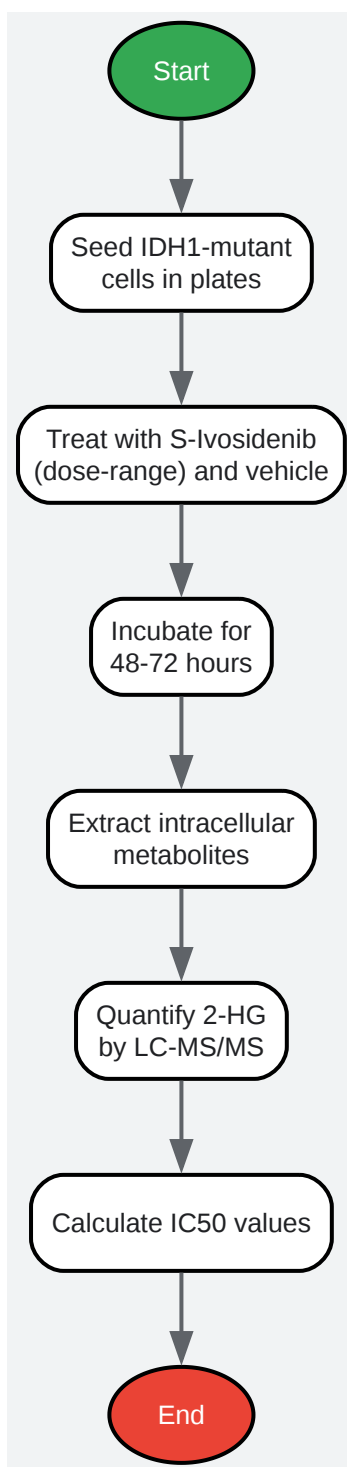 Start
Seed IDH1-mutant
cells in plates
Treat with S-Ivosidenib
(dose-range) and vehicle
Incubate for
48-72 hours
Extract intracellular
metabolites
Quantify 2-HG
by LC-MS/MS
Calculate IC50 values
End